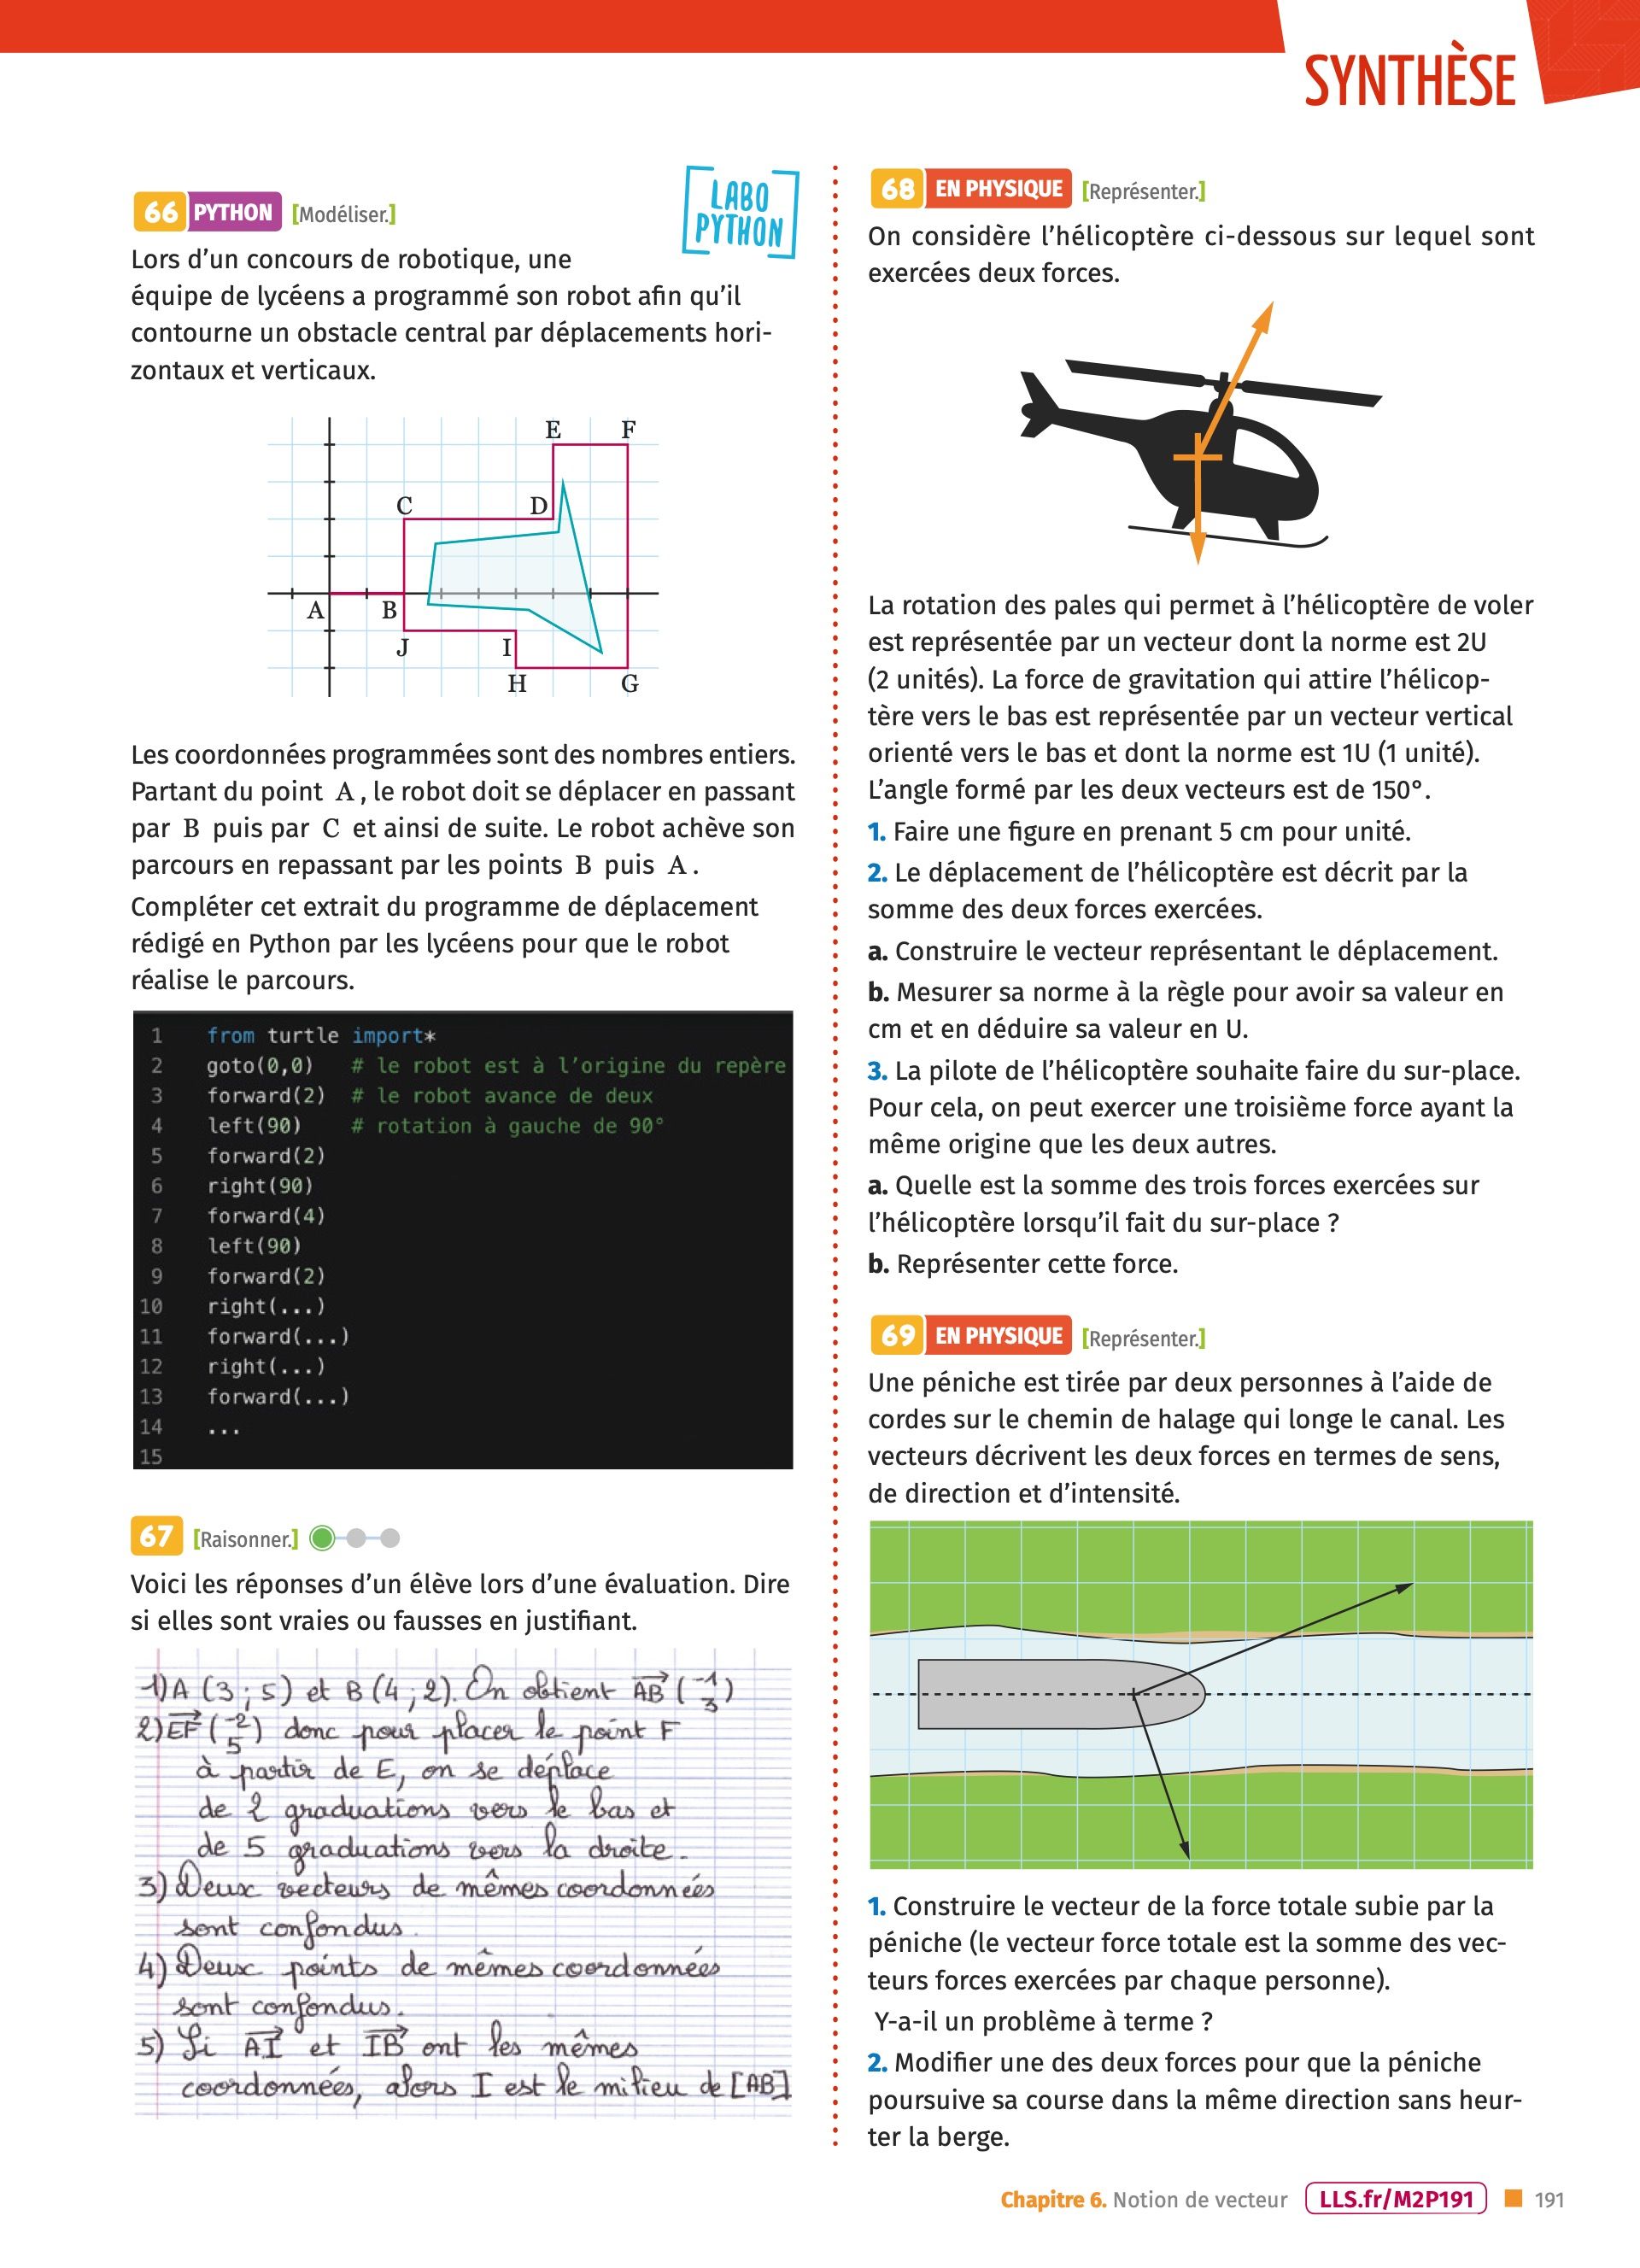 SYNTHÈSE
66 PYTHON [Modéliser.]
LABO
PYTHON
Lors d'un concours de robotique, une
équipe de lycéens a programmé son robot afin qu'il
contourne un obstacle central par déplacements hori-
zontaux et verticaux.
E F
C D
A B
J I
H G
Les coordonnées programmées sont des nombres entiers.
Partant du point A, le robot doit se déplacer en passant
par B puis par C et ainsi de suite. Le robot achève son
parcours en repassant par les points B puis A.
Compléter cet extrait du programme de déplacement
rédigé en Python par les lycéens pour que le robot
réalise le parcours.
1 from turtle import*
2 goto(0,0) # le robot est à l'origine du repère
3 forward(2) # le robot avance de deux
4 left(90) # rotation à gauche de 90°
5 forward(2)
6 right(90)
7 forward(4)
8 left(90)
9 forward(2)
10 right(...)
11 forward(...)
12 right(...)
13 forward(...)
14 ...
15
67 [Raisonner.]
Voici les réponses d'un élève lors d'une évaluation. Dire
si elles sont vraies ou fausses en justifiant.
1) A (3 ; 5) et B (4 ; 2). On obtient AB (-1 3)
2) EF (-2 5) donc pour placer le point F
à partir de E, on se déplace
de 2 graduations vers le bas et
de 5 graduations vers la droite.
3) Deux vecteurs de mêmes coordonnées
sont confondus.
4) Deux points de mêmes coordonnées
sont confondus.
5) Si AI et IB ont les mêmes
coordonnées, alors I est le milieu de [AB]
68 EN PHYSIQUE [Représenter.]
On considère l'hélicoptère ci-dessous sur lequel sont
exercées deux forces.
La rotation des pales qui permet à l'hélicoptère de voler
est représentée par un vecteur dont la norme est 2U
(2 unités). La force de gravitation qui attire l'hélicop-
tère vers le bas est représentée par un vecteur vertical
orienté vers le bas et dont la norme est 1U (1 unité).
L'angle formé par les deux vecteurs est de 150°.
1. Faire une figure en prenant 5 cm pour unité.
2. Le déplacement de l'hélicoptère est décrit par la
somme des deux forces exercées.
a. Construire le vecteur représentant le déplacement.
b. Mesurer sa norme à la règle pour avoir sa valeur en
cm et en déduire sa valeur en U.
3. La pilote de l'hélicoptère souhaite faire du sur-place.
Pour cela, on peut exercer une troisième force ayant la
même origine que les deux autres.
a. Quelle est la somme des trois forces exercées sur
l'hélicoptère lorsqu'il fait du sur-place ?
b. Représenter cette force.
69 EN PHYSIQUE [Représenter.]
Une péniche est tirée par deux personnes à l'aide de
cordes sur le chemin de halage qui longe le canal. Les
vecteurs décrivent les deux forces en termes de sens,
de direction et d'intensité.
1. Construire le vecteur de la force totale subie par la
péniche (le vecteur force totale est la somme des vec-
teurs forces exercées par chaque personne).
Y-a-il un problème à terme ?
2. Modifier une des deux forces pour que la péniche
poursuive sa course dans la même direction sans heur-
ter la berge.
Chapitre 6. Notion de vecteur LLS.fr/M2P191 191